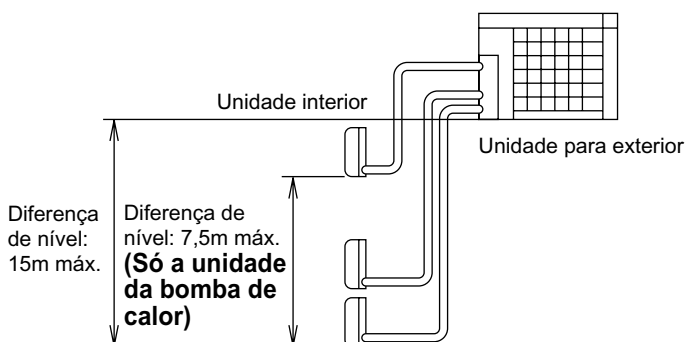 Unidade interior
Unidade para exterior
Diferença
de nível:
15m máx.
Diferença de
nível: 7,5m máx.
(Só a unidade
da bomba de
calor)